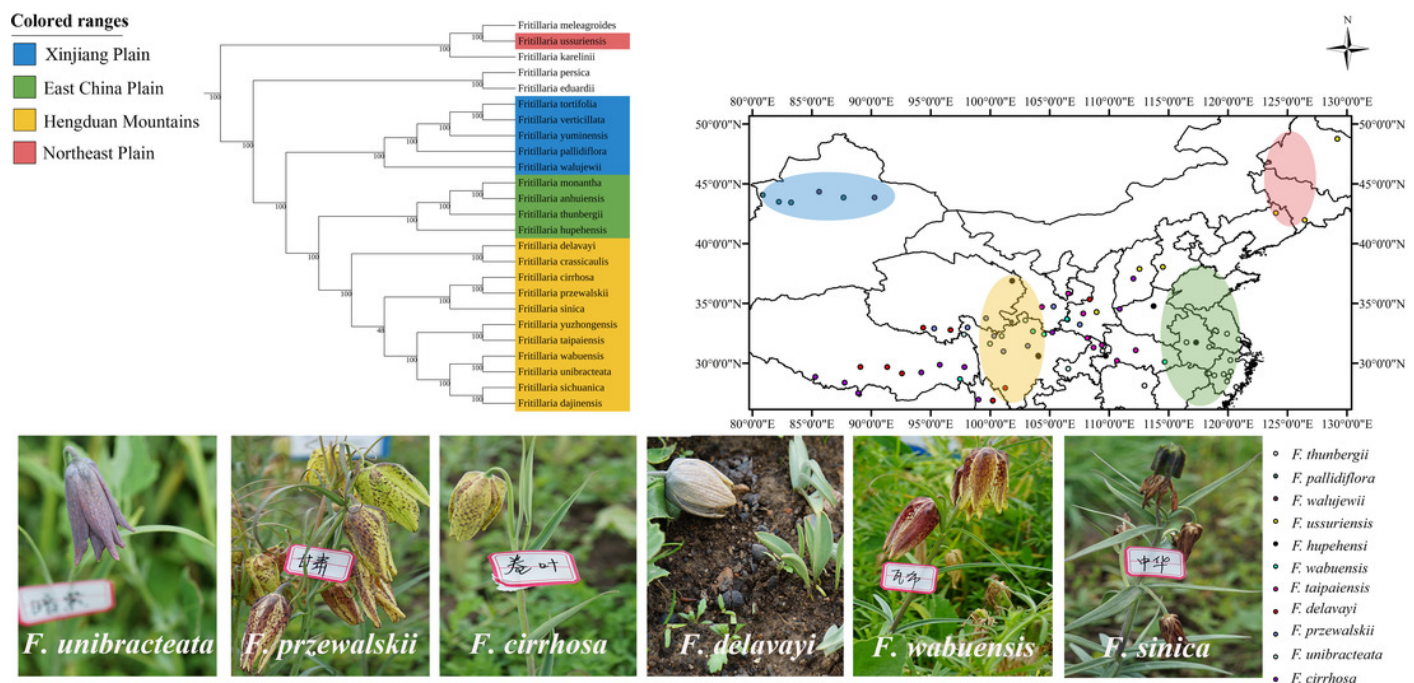 Colored ranges
Xinjiang Plain
East China Plain
Hengduan Mountains
Northeast Plain
Fritillaria meleagroides
100
Fritillaria ussuriensis
100
Fritillaria karelinii
Fritillaria persica
100
Fritillaria eduardii
100
100
Fritillaria tortifolia
100
Fritillaria verticillata
100
Fritillaria yuminensis
100
Fritillaria pallidiflora
100
Fritillaria walujewii
100
Fritillaria monantha
100
Fritillaria anhuiensis
100
Fritillaria thunbergii
100
Fritillaria hupehensis
100
Fritillaria delavayi
100
Fritillaria crassicaulis
100
Fritillaria cirrhosa
100
Fritillaria przewalskii
100
Fritillaria sinica
48
Fritillaria yuzhongensis
100
Fritillaria taipaiensis
100
Fritillaria wabuensis
100
Fritillaria unibracteata
100
Fritillaria sichuanica
100
Fritillaria dajinensis
N
80°0'0"E 85°0'0"E 90°0'0"E 95°0'0"E 100°0'0"E 105°0'0"E 110°0'0"E 115°0'0"E 120°0'0"E 125°0'0"E 130°0'0"E
50°0'0"N 50°0'0"N
45°0'0"N 45°0'0"N
40°0'0"N 40°0'0"N
35°0'0"N 35°0'0"N
30°0'0"N 30°0'0"N
80°0'0"E 85°0'0"E 90°0'0"E 95°0'0"E 100°0'0"E 105°0'0"E 110°0'0"E 115°0'0"E 120°0'0"E 125°0'0"E 130°0'0"E
F. unibracteata
甘肃
F. przewalskii
卷叶
F. cirrhosa
F. delavayi
瓦布
F. wabuensis
中华
F. sinica
F. thunbergii
F. pallidiflora
F. walujewii
F. ussuriensis
F. hupehensi
F. wabuensis
F. taipaiensis
F. delavayi
F. przewalskii
F. unibracteata
F. cirrhosa